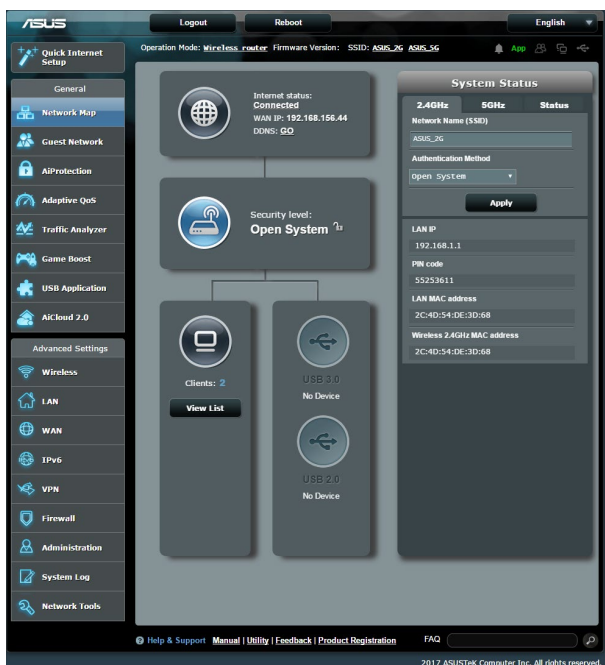 ASUS
Logout
Reboot
English
Quick Internet
Setup
Operation Mode: Wireless router Firmware Version: SSID: ASUS_2G ASUS_5G
App
General
Network Map
Guest Network
AiProtection
Adaptive QoS
Traffic Analyzer
Game Boost
USB Application
AiCloud 2.0
Advanced Settings
Wireless
LAN
WAN
IPv6
VPN
Firewall
Administration
System Log
Network Tools
Internet status:
Connected
WAN IP: 192.168.156.44
DDNS: GO
Security level:
Open System
Clients: 2
View List
USB 3.0
No Device
USB 2.0
No Device
System Status
2.4GHz 5GHz Status
Network Name (SSID)
ASUS_2G
Authentication Method
Open System
Apply
LAN IP
192.168.1.1
PIN code
55253611
LAN MAC address
2C:4D:54:DE:3D:68
Wireless 2.4GHz MAC address
2C:4D:54:DE:3D:68
? Help & Support Manual | Utility | Feedback | Product Registration FAQ
2017 ASUSTeK Computer Inc. All rights reserved.